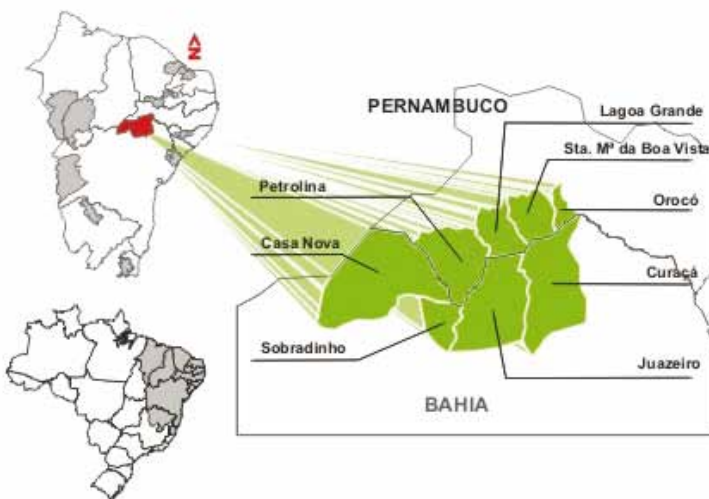 N
PERNAMBUCO
Lagoa Grande
Sta. Mª da Boa Vista
Petrolina
Orocó
Casa Nova
Curaçá
Sobradinho
Juazeiro
BAHIA